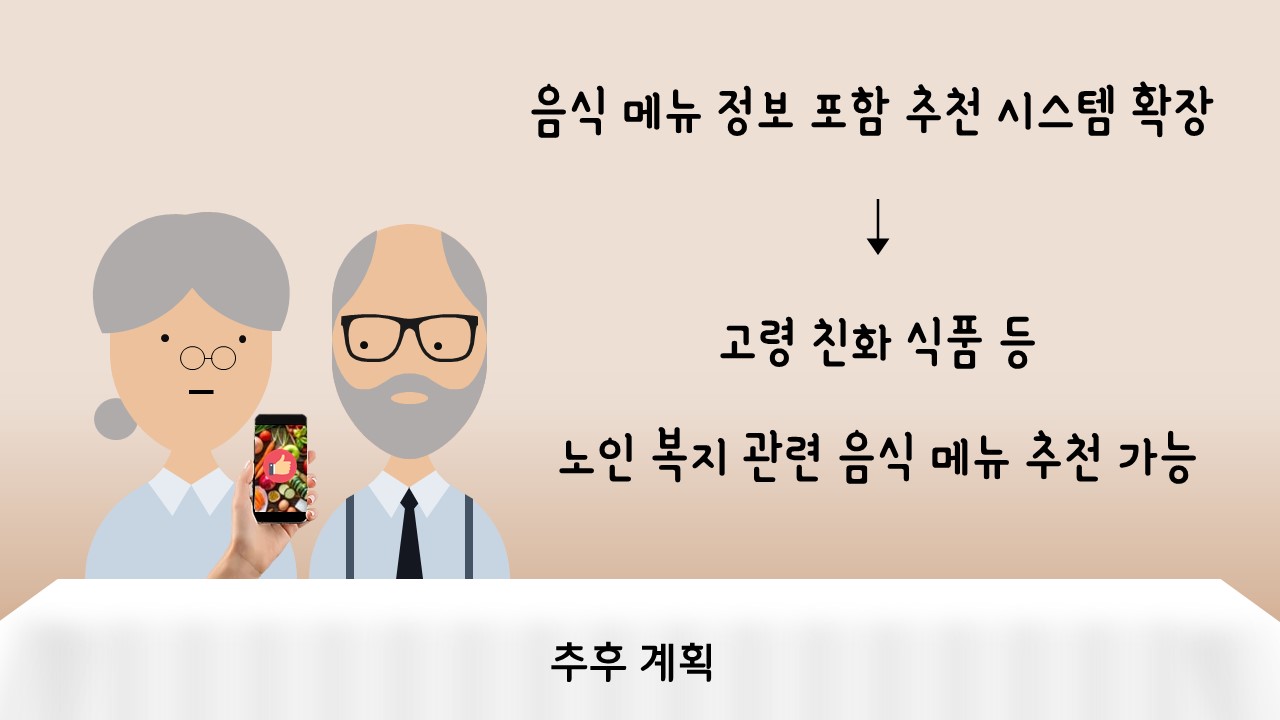 음식 메뉴 정보 포함 추천 시스템 확장
고령 친화 식품 등
노인 복지 관련 음식 메뉴 추천 가능
추후 계획